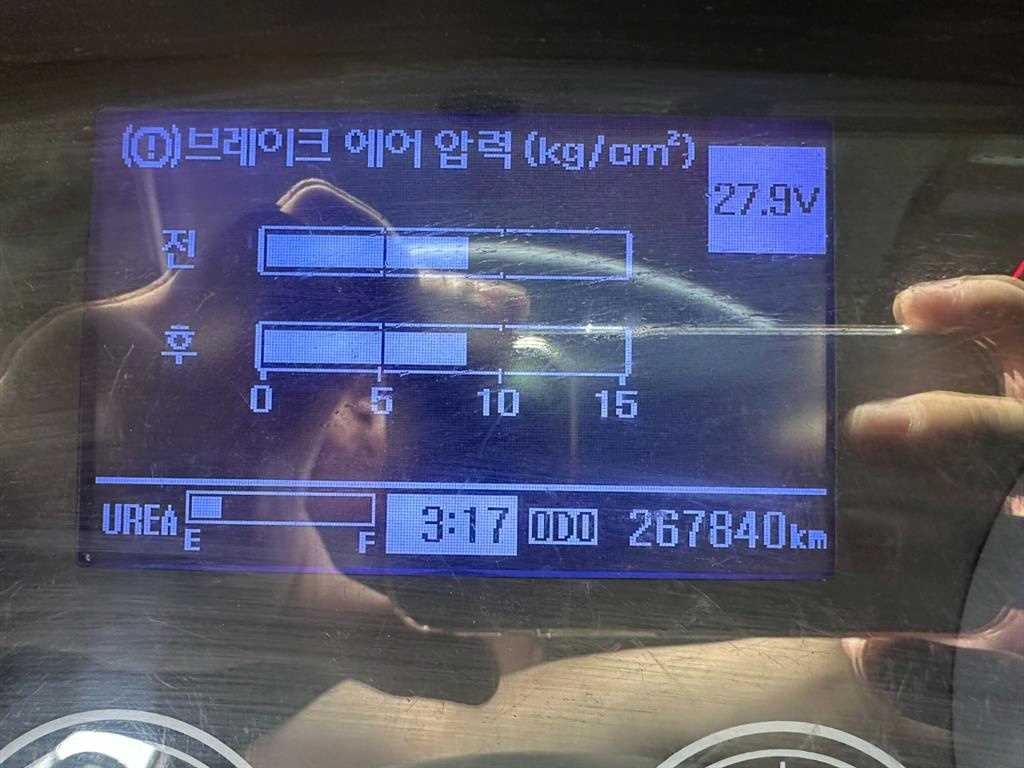 (!)브레이크 에어 압력 (kg/cm²)
27.9V
전
후
0 5 10 15
UREA E F 3:17 ODO 267840km